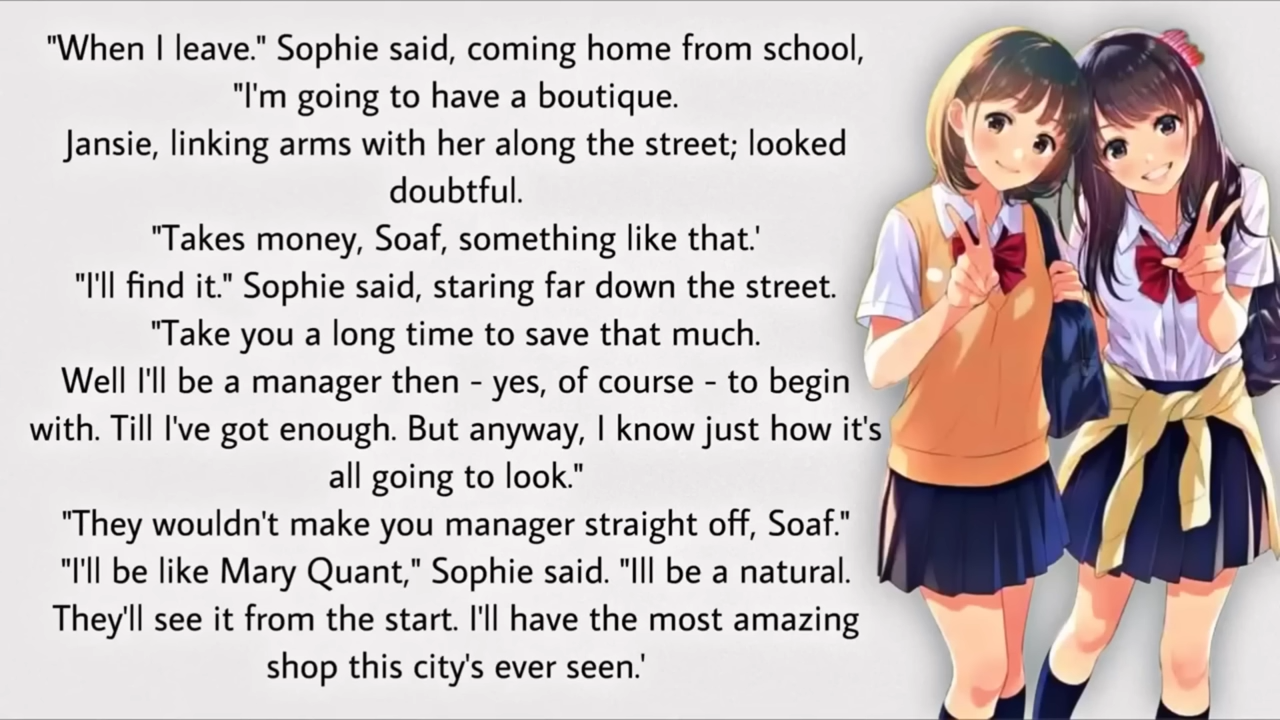 "When I leave." Sophie said, coming home from school,
"I'm going to have a boutique.
Jansie, linking arms with her along the street; looked
doubtful.
"Takes money, Soaf, something like that.'
"I'll find it." Sophie said, staring far down the street.
"Take you a long time to save that much.
Well I'll be a manager then - yes, of course - to begin
with. Till I've got enough. But anyway, I know just how it's
all going to look."
"They wouldn't make you manager straight off, Soaf."
"I'll be like Mary Quant," Sophie said. "Ill be a natural.
They'll see it from the start. I'll have the most amazing
shop this city's ever seen.'